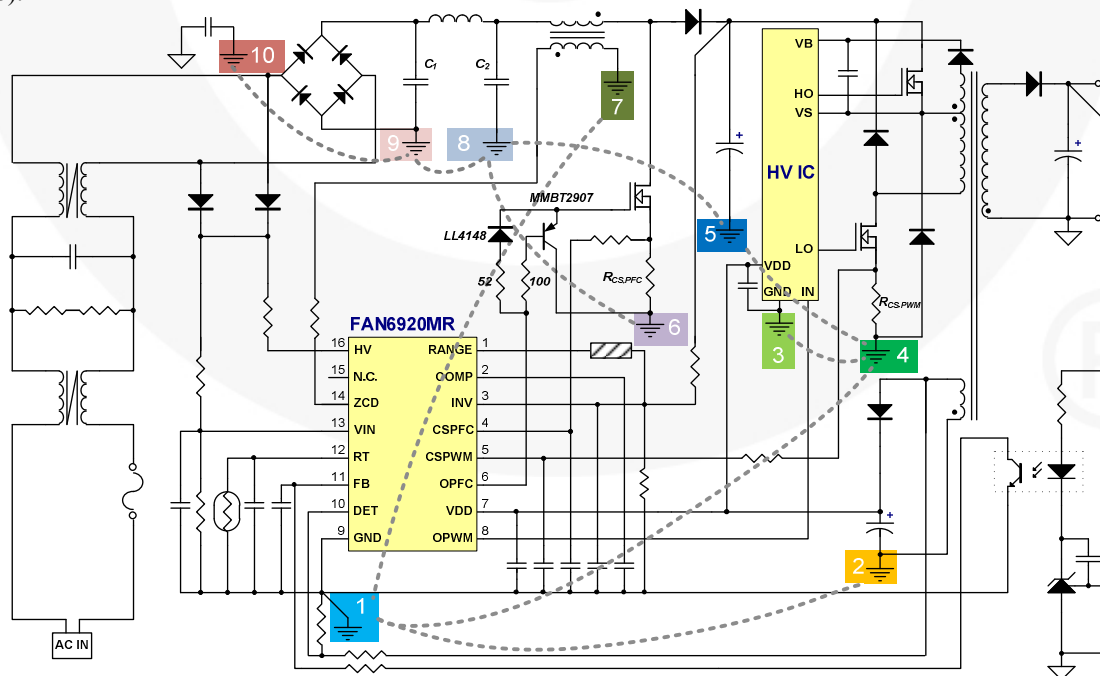 ).
10
C1
C2
7
9
8
VB
HO
VS
HV IC
MMBT2907
LL4148
5
LO
VDD
52
100
RCS,PFC
GND IN
RCS,PWM
6
3
4
FAN6920MR
16 HV RANGE 1
15 N.C. COMP 2
14 ZCD INV 3
13 VIN CSPFC 4
12 RT CSPWM 5
11 FB OPFC 6
10 DET VDD 7
9 GND OPWM 8
2
1
AC IN